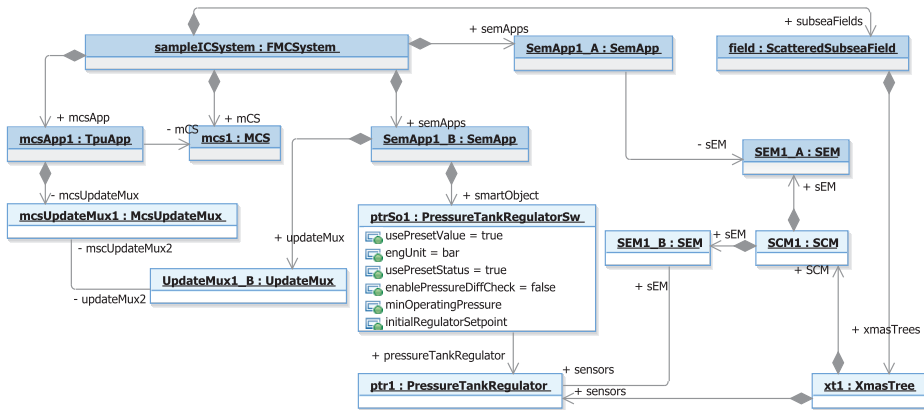 + subseaFields
sampleICSystem : FMCSystem
+ semApps
SemApp1_A : SemApp
field : ScatteredSubseaField
+ mcsApp
+ mCS
+ semApps
- mCS
mcsApp1 : TpuApp
mcs1 : MCS
SemApp1_B : SemApp
- sEM
SEM1_A : SEM
+ sEM
- mcsUpdateMux
+ smartObject
mcsUpdateMux1 : McsUpdateMux
ptrSo1 : PressureTankRegulatorSw
usePresetValue = true
engUnit = bar
usePresetStatus = true
enablePressureDiffCheck = false
minOperatingPressure
initialRegulatorSetpoint
+ updateMux
- mscUpdateMux2
+ sEM
SEM1_B : SEM
SCM1 : SCM
+ SCM
+ sEM
UpdateMux1_B : UpdateMux
- updateMux2
+ xmasTrees
+ pressureTankRegulator
+ sensors
ptr1 : PressureTankRegulator
+ sensors
xt1 : XmasTree